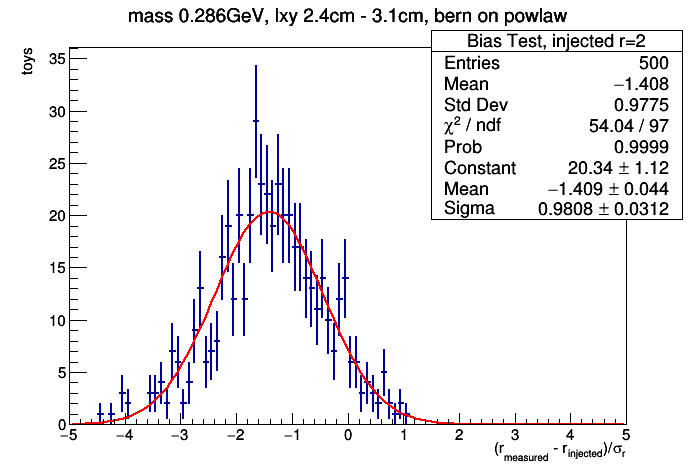 mass 0.286GeV, lxy 2.4cm - 3.1cm, bern on powlaw
Bias Test, injected r=2
Entries 500
Mean −1.408
Std Dev 0.9775
χ² / ndf 54.04 / 97
Prob 0.9999
Constant 20.34 ± 1.12
Mean −1.409 ± 0.044
Sigma 0.9808 ± 0.0312
toys
35
30
25
20
15
10
5
0
−5 −4 −3 −2 −1 0 1 2 3 4 5
(r_measured - r_injected)/σ_r